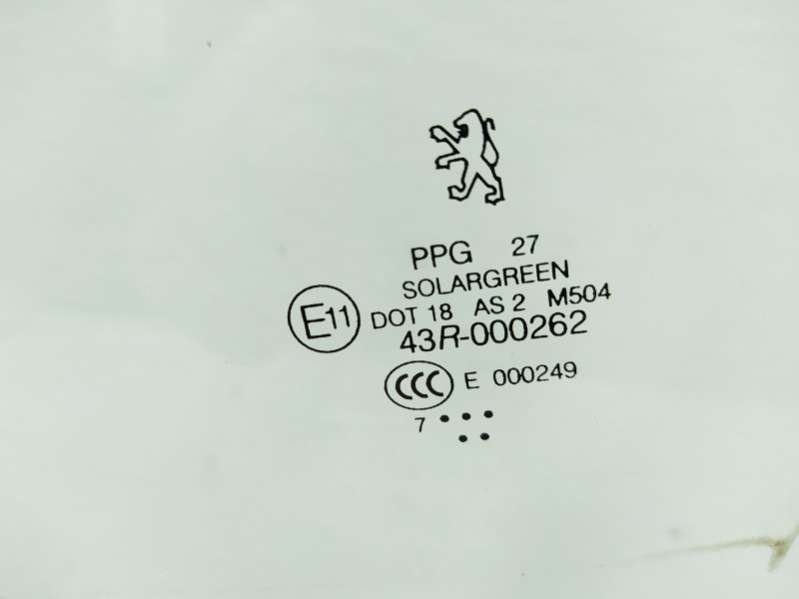 PPG 27
SOLARGREEN
E11 DOT 18 AS 2 M504
43R-000262
CCC E 000249
7